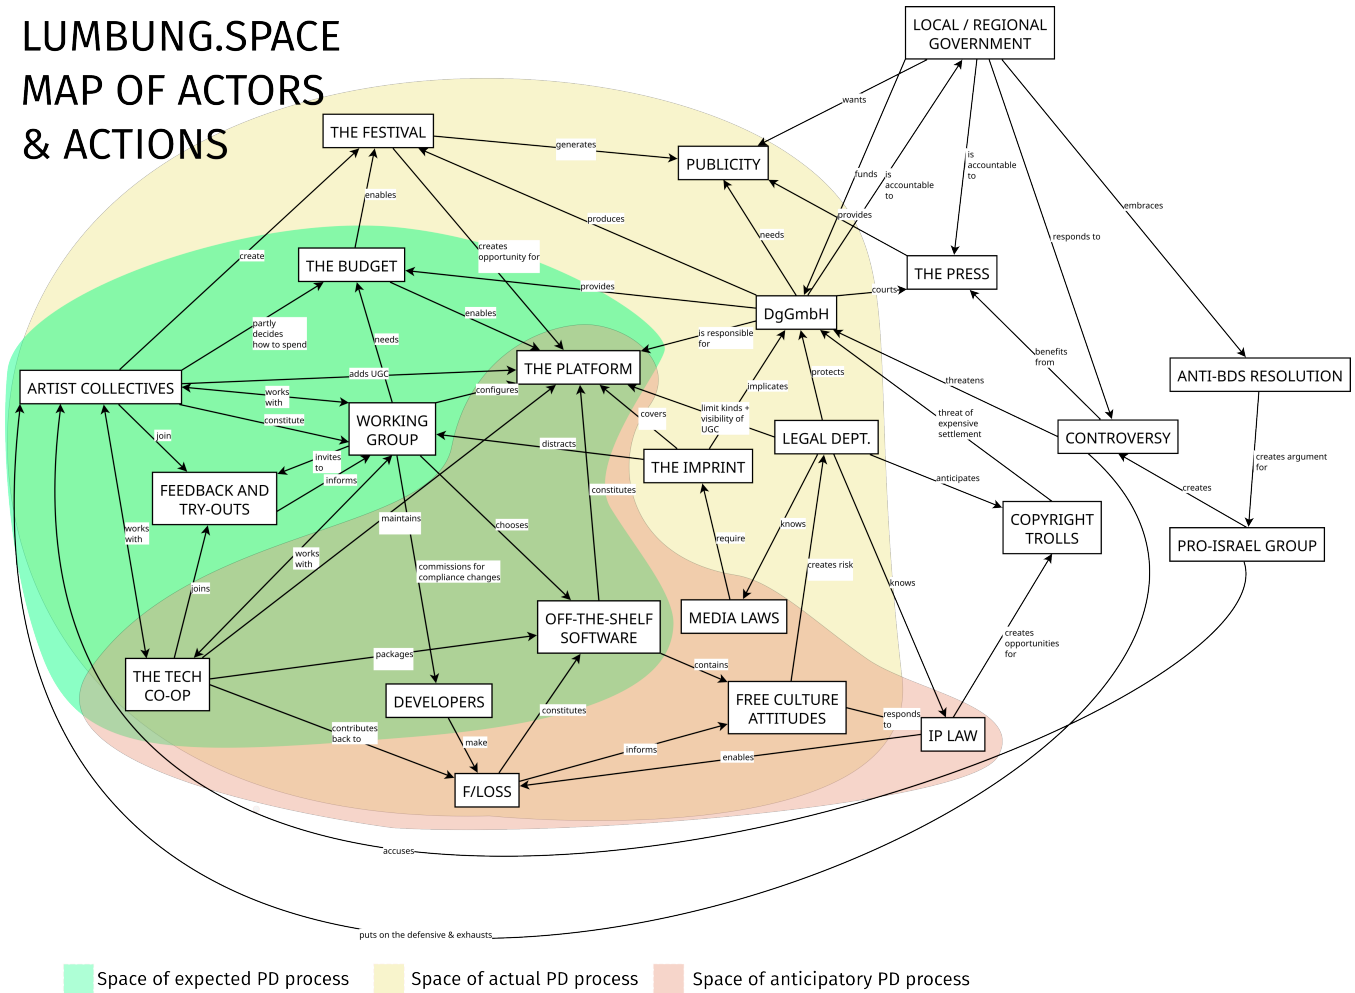 LUMBUNG.SPACE
MAP OF ACTORS
& ACTIONS
LOCAL / REGIONAL
GOVERNMENT
wants
THE FESTIVAL
generates
PUBLICITY
is
accountable
to
funds
is
accountable
to
enables
embraces
produces
provides
needs
responds to
create
creates
opportunity for
THE BUDGET
THE PRESS
provides
courts
DgGmbH
enables
partly
decides
how to spend
needs
is responsible
for
benefits
from
THE PLATFORM
adds UGC
protects
ARTIST COLLECTIVES
ANTI-BDS RESOLUTION
works
with
configures
implicates
threatens
constitute
WORKING
GROUP
covers
limit kinds +
visibility of
UGC
threat of
expensive
settlement
join
distracts
LEGAL DEPT.
CONTROVERSY
invites
to
THE IMPRINT
creates argument
for
informs
anticipates
creates
FEEDBACK AND
TRY-OUTS
constitutes
maintains
chooses
knows
COPYRIGHT
TROLLS
works
with
require
PRO-ISRAEL GROUP
works
with
commissions for
compliance changes
creates risk
knows
joins
OFF-THE-SHELF
SOFTWARE
MEDIA LAWS
creates
opportunities
for
packages
contains
THE TECH
CO-OP
DEVELOPERS
FREE CULTURE
ATTITUDES
constitutes
responds
to
IP LAW
contributes
back to
make
informs
enables
F/LOSS
accuses
puts on the defensive & exhausts
Space of expected PD process
Space of actual PD process
Space of anticipatory PD process